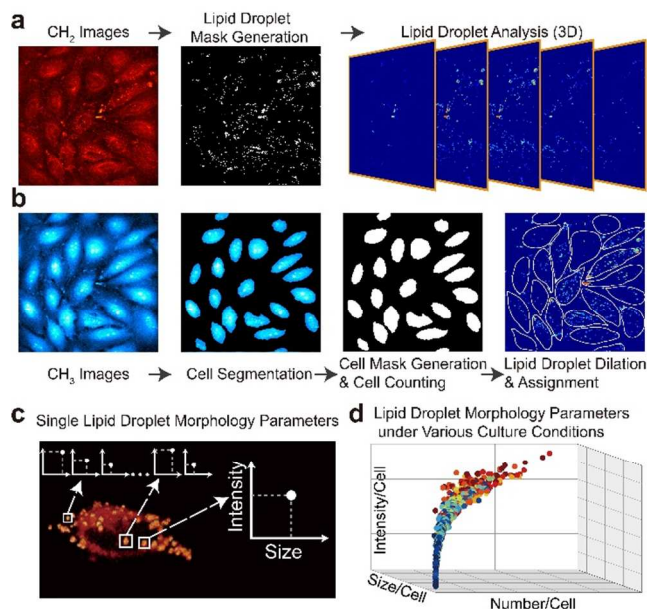 a
CH₂ Images
Lipid Droplet
Mask Generation
Lipid Droplet Analysis (3D)
b
CH₃ Images
Cell Segmentation
Cell Mask Generation
& Cell Counting
Lipid Droplet Dilation
& Assignment
c
Single Lipid Droplet Morphology Parameters
Intensity
Size
d
Lipid Droplet Morphology Parameters
under Various Culture Conditions
Intensity/Cell
Size/Cell
Number/Cell